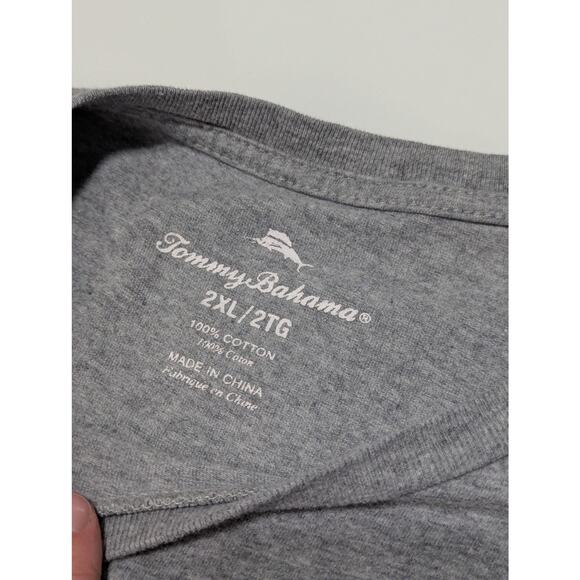 Tommy Bahama®
2XL/2TG
100% COTTON
100% Coton
MADE IN CHINA
Fabriqué en Chine